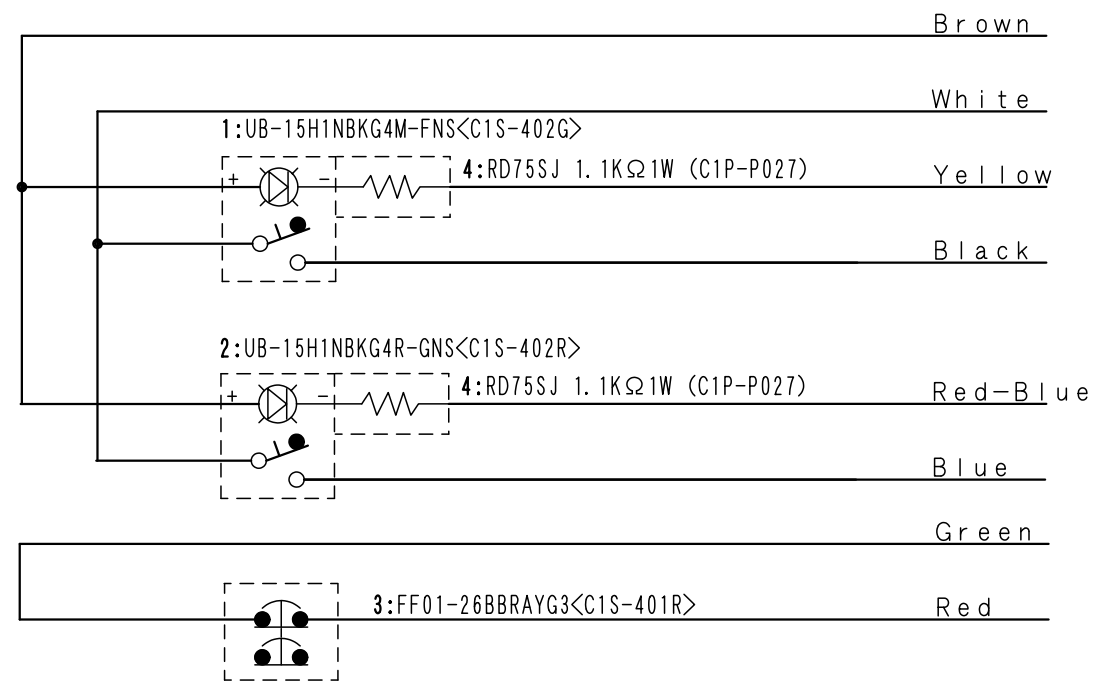 Brown
White
1:UB-15H1NBKG4M-FNS<C1S-402G>
4:RD75SJ 1.1KΩ1W (C1P-P027)
Yellow
+ -
Black
2:UB-15H1NBKG4R-GNS<C1S-402R>
4:RD75SJ 1.1KΩ1W (C1P-P027)
Red-Blue
+ -
Blue
Green
3:FF01-26BBRAYG3<C1S-401R>
Red